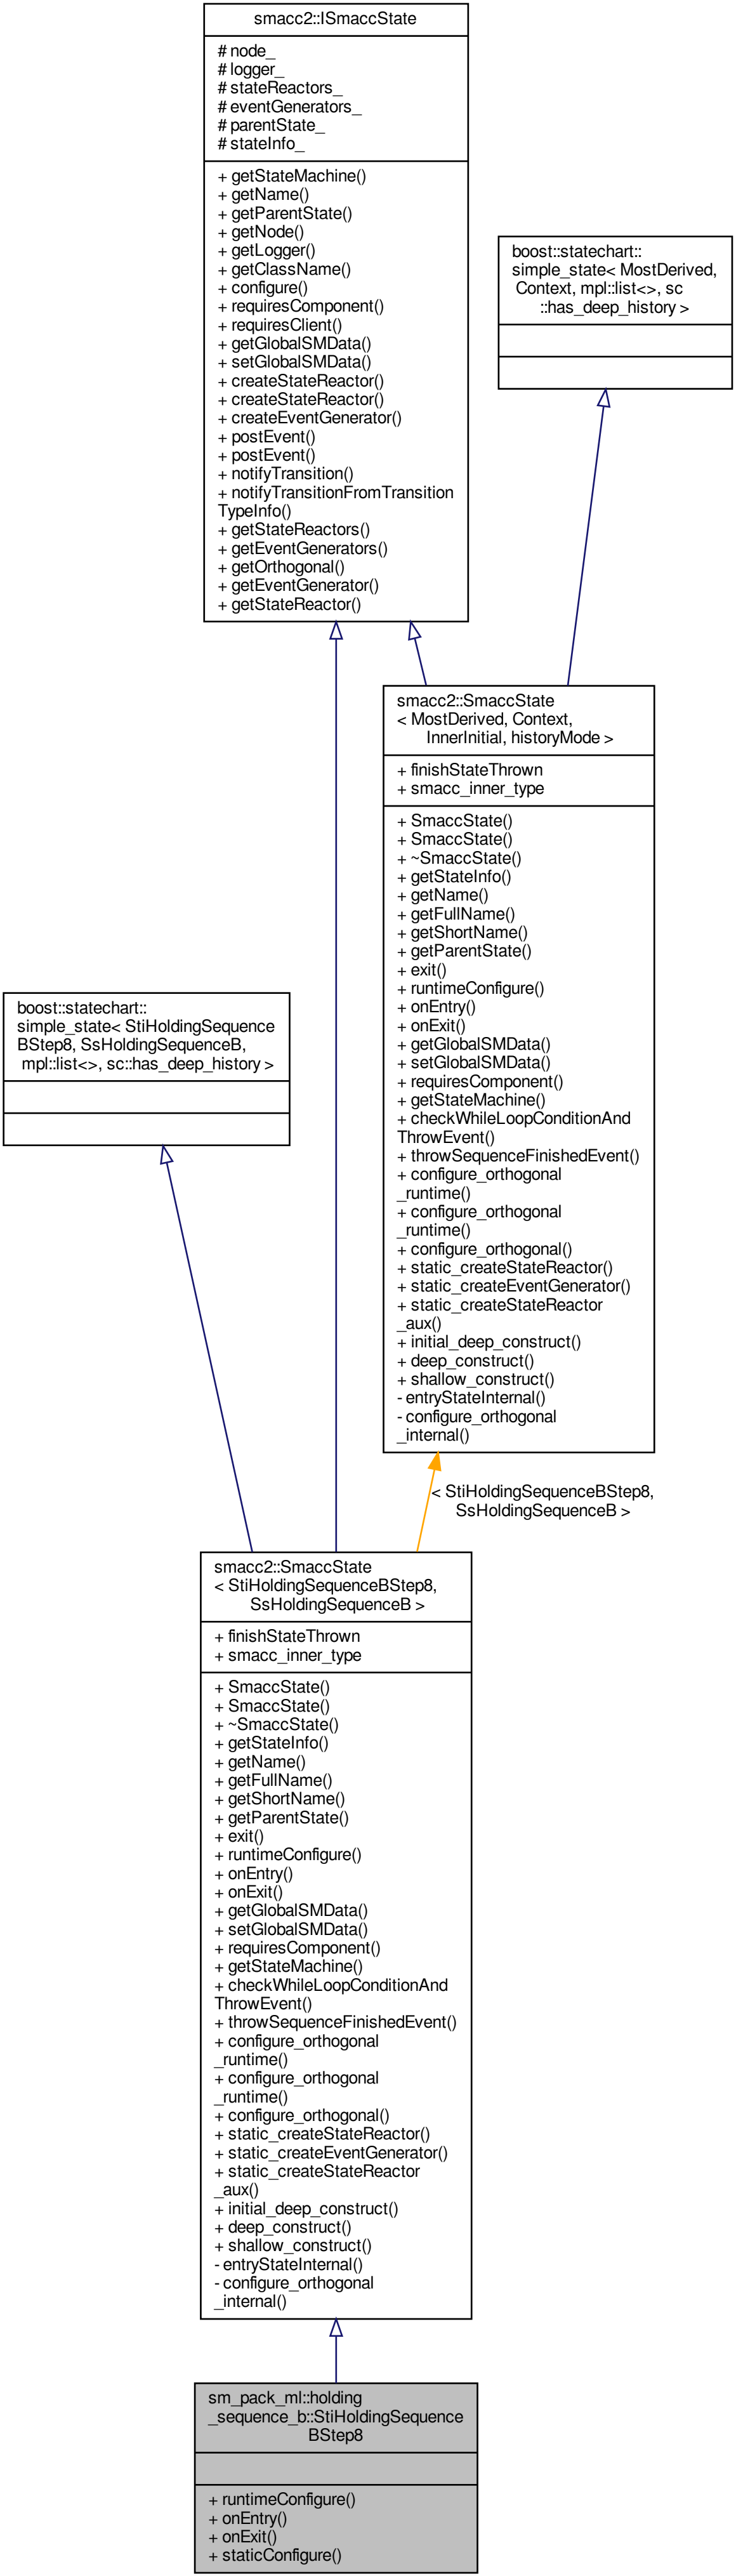 smacc2::ISmaccState
# node_
# logger_
# stateReactors_
# eventGenerators_
# parentState_
# stateInfo_
+ getStateMachine()
+ getName()
+ getParentState()
+ getNode()
+ getLogger()
+ getClassName()
+ configure()
+ requiresComponent()
+ requiresClient()
+ getGlobalSMData()
+ setGlobalSMData()
+ createStateReactor()
+ createStateReactor()
+ createEventGenerator()
+ postEvent()
+ postEvent()
+ notifyTransition()
+ notifyTransitionFromTransition
TypeInfo()
+ getStateReactors()
+ getEventGenerators()
+ getOrthogonal()
+ getEventGenerator()
+ getStateReactor()
boost::statechart::
simple_state< MostDerived,
Context, mpl::list<>, sc
::has_deep_history >
smacc2::SmaccState
< MostDerived, Context,
InnerInitial, historyMode >
+ finishStateThrown
+ smacc_inner_type
+ SmaccState()
+ SmaccState()
+ ~SmaccState()
+ getStateInfo()
+ getName()
+ getFullName()
+ getShortName()
+ getParentState()
+ exit()
+ runtimeConfigure()
+ onEntry()
+ onExit()
+ getGlobalSMData()
+ setGlobalSMData()
+ requiresComponent()
+ getStateMachine()
+ checkWhileLoopConditionAnd
ThrowEvent()
+ throwSequenceFinishedEvent()
+ configure_orthogonal
_runtime()
+ configure_orthogonal
_runtime()
+ configure_orthogonal()
+ static_createStateReactor()
+ static_createEventGenerator()
+ static_createStateReactor
_aux()
+ initial_deep_construct()
+ deep_construct()
+ shallow_construct()
- entryStateInternal()
- configure_orthogonal
_internal()
boost::statechart::
simple_state< StiHoldingSequence
BStep8, SsHoldingSequenceB,
mpl::list<>, sc::has_deep_history >
< StiHoldingSequenceBStep8,
SsHoldingSequenceB >
smacc2::SmaccState
< StiHoldingSequenceBStep8,
SsHoldingSequenceB >
+ finishStateThrown
+ smacc_inner_type
+ SmaccState()
+ SmaccState()
+ ~SmaccState()
+ getStateInfo()
+ getName()
+ getFullName()
+ getShortName()
+ getParentState()
+ exit()
+ runtimeConfigure()
+ onEntry()
+ onExit()
+ getGlobalSMData()
+ setGlobalSMData()
+ requiresComponent()
+ getStateMachine()
+ checkWhileLoopConditionAnd
ThrowEvent()
+ throwSequenceFinishedEvent()
+ configure_orthogonal
_runtime()
+ configure_orthogonal
_runtime()
+ configure_orthogonal()
+ static_createStateReactor()
+ static_createEventGenerator()
+ static_createStateReactor
_aux()
+ initial_deep_construct()
+ deep_construct()
+ shallow_construct()
- entryStateInternal()
- configure_orthogonal
_internal()
sm_pack_ml::holding
_sequence_b::StiHoldingSequence
BStep8
+ runtimeConfigure()
+ onEntry()
+ onExit()
+ staticConfigure()